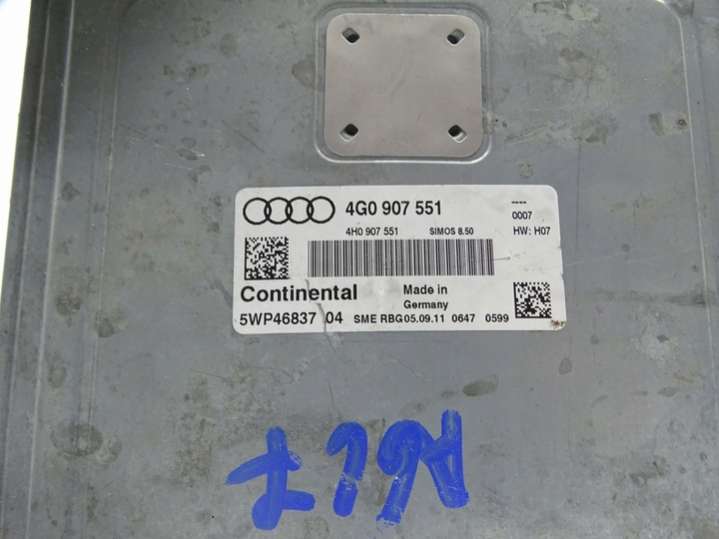 4G0 907 551
----
0007
4H0 907 551 SIMOS 8.50 HW: H07
Continental Made in
Germany
5WP46837 04 SME RBG05.09.11 0647 0599